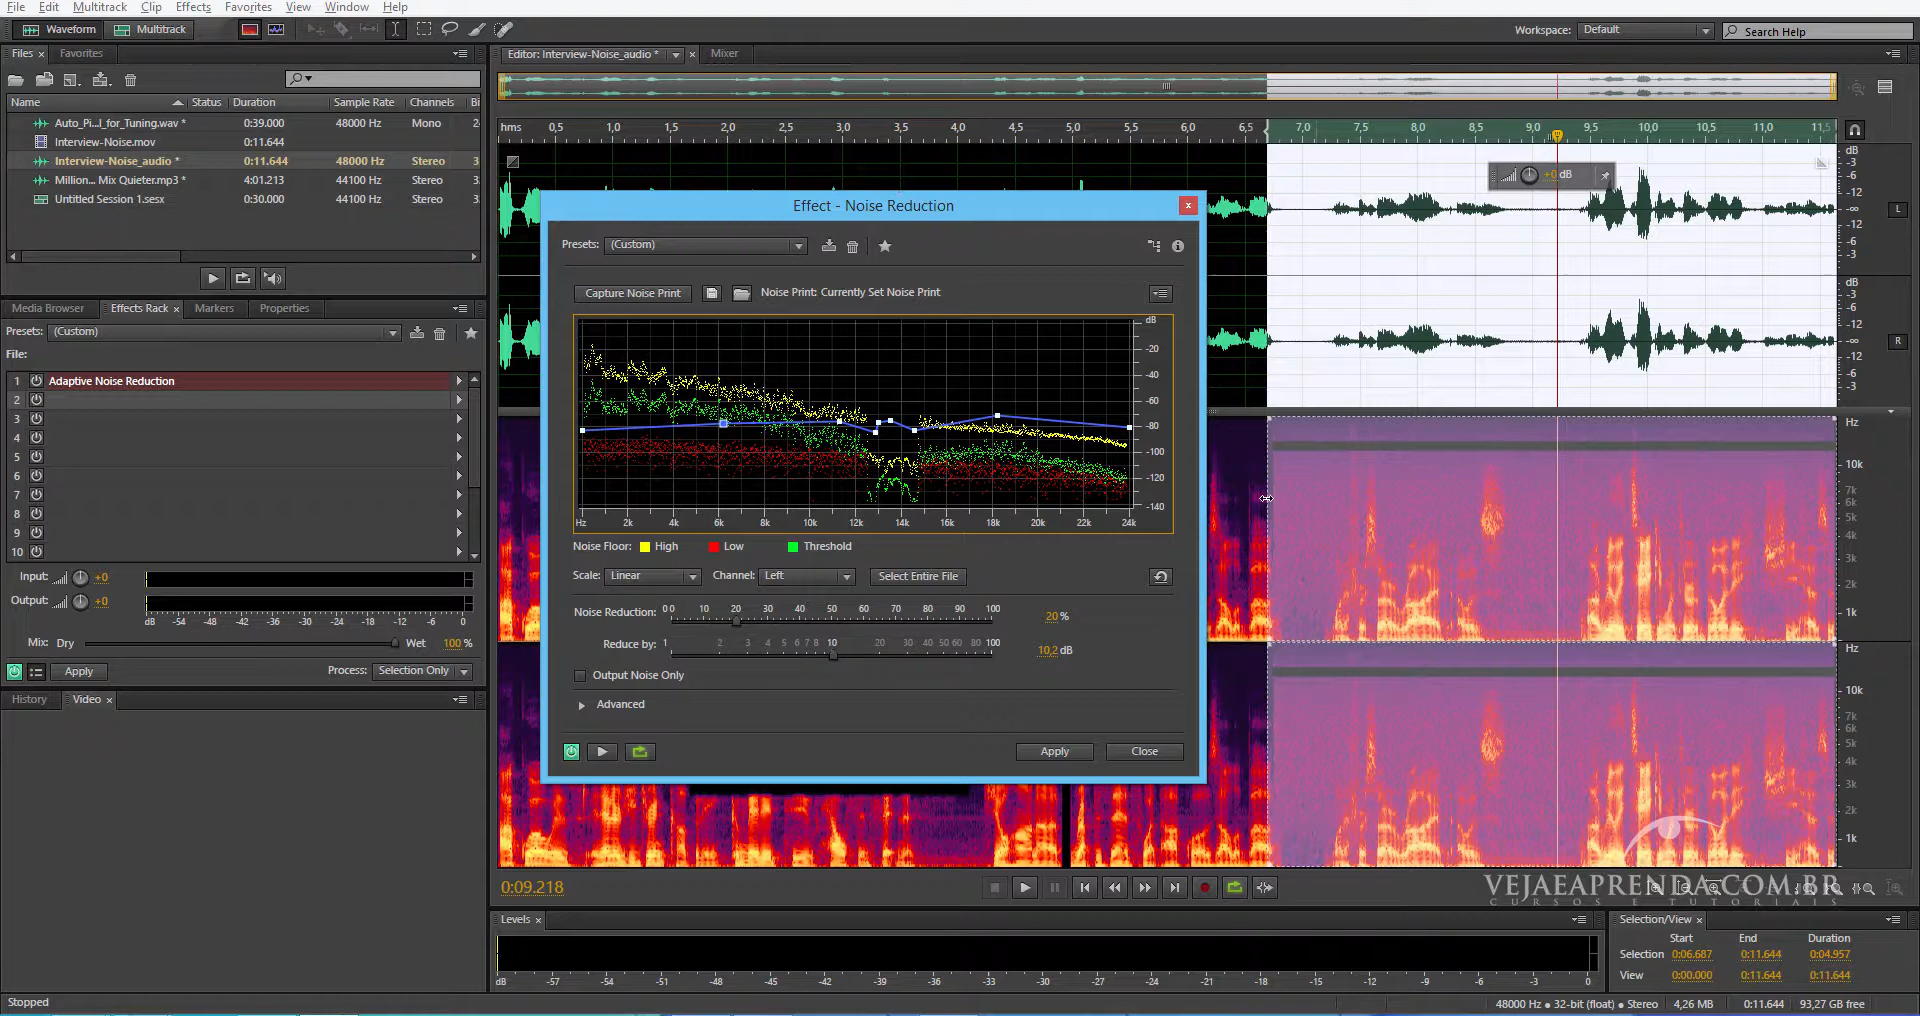 File Edit Multitrack Clip Effects Favorites View Window Help
Waveform Multitrack
Workspace: Default
Search Help
Files Favorites
Name Status Duration Sample Rate Channels Bi
Auto_Pi...l_for_Tuning.wav * 0:39.000 48000 Hz Mono 2
Interview-Noise.mov 0:11.644
Interview-Noise_audio * 0:11.644 48000 Hz Stereo 3
Million... Mix Quieter.mp3 * 4:01.213 44100 Hz Stereo 3
Untitled Session 1.sesx 0:30.000 44100 Hz Stereo 3
Media Browser Effects Rack Markers Properties
Presets: (Custom)
File:
1 Adaptive Noise Reduction
2
3
4
5
6
7
8
9
10
Input: +0
Output: +0
dB -54 -48 -42 -36 -30 -24 -18 -12 -6 0
Mix: Dry Wet 100 %
Apply Process: Selection Only
History Video
Editor: Interview-Noise_audio * Mixer
hms 0,5 1,0 1,5 2,0 2,5 3,0 3,5 4,0 4,5 5,0 5,5 6,0 6,5 7,0 7,5 8,0 8,5 9,0 9,5 10,0 10,5 11,0 11,5
+0 dB
dB
-3
-6
-12
-∞
-12
-6
-3
L
dB
-3
-6
-12
-∞
-12
-6
-3
R
Hz
10k
7k
6k
5k
4k
3k
2k
1k
Hz
10k
7k
6k
5k
4k
3k
2k
1k
Effect - Noise Reduction
Presets: (Custom)
Capture Noise Print Noise Print: Currently Set Noise Print
dB
-20
-40
-60
-80
-100
-120
-140
Hz 2k 4k 6k 8k 10k 12k 14k 16k 18k 20k 22k 24k
Noise Floor: High Low Threshold
Scale: Linear Channel: Left Select Entire File
Noise Reduction: 0 0 10 20 30 40 50 60 70 80 90 100 20 %
Reduce by: 1 2 3 4 5 6 7 8 10 20 30 40 50 60 80 100 10,2 dB
Output Noise Only
Advanced
Apply Close
0:09.218
VEJAEAPRENDA.COM.BR
CURSOS E TUTORIAIS
Levels
dB -57 -54 -51 -48 -45 -42 -39 -36 -33 -30 -27 -24 -21 -18 -15 -12 -9 -6 -3 0
Selection/View
Start End Duration
Selection 0:06.687 0:11.644 0:04.957
View 0:00.000 0:11.644 0:11.644
Stopped
48000 Hz ● 32-bit (float) ● Stereo 4,26 MB 0:11.644 93,27 GB free